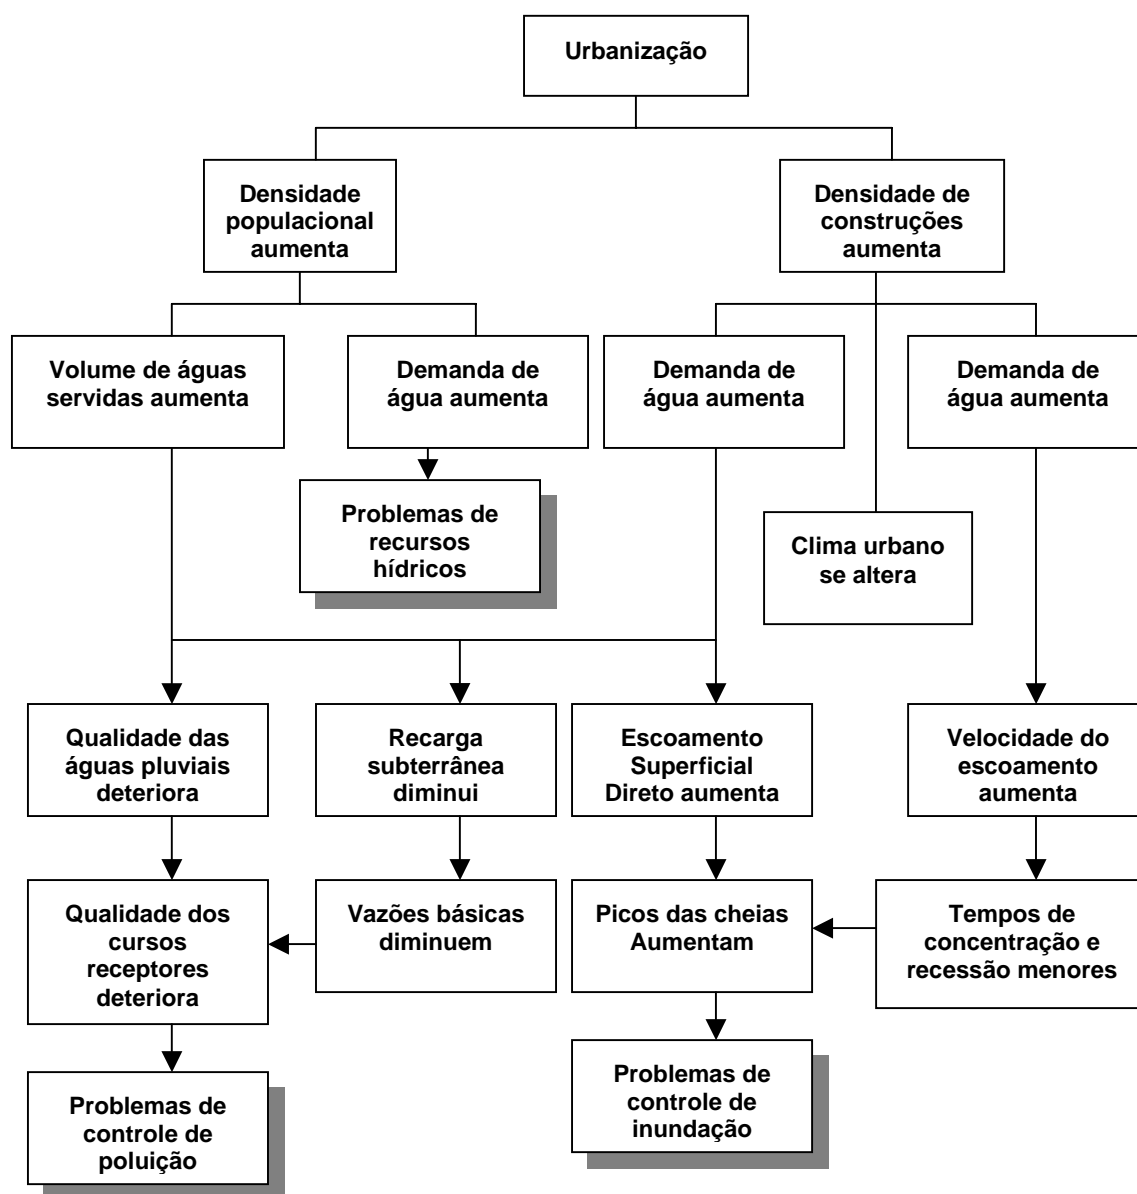 Urbanização
Densidade
populacional
aumenta
Densidade de
construções
aumenta
Volume de águas
servidas aumenta
Demanda de
água aumenta
Demanda de
água aumenta
Demanda de
água aumenta
Problemas de
recursos
hídricos
Clima urbano
se altera
Qualidade das
águas pluviais
deteriora
Recarga
subterrânea
diminui
Escoamento
Superficial
Direto aumenta
Velocidade do
escoamento
aumenta
Qualidade dos
cursos
receptores
deteriora
Vazões básicas
diminuem
Picos das cheias
Aumentam
Tempos de
concentração e
recessão menores
Problemas de
controle de
poluição
Problemas de
controle de
inundação